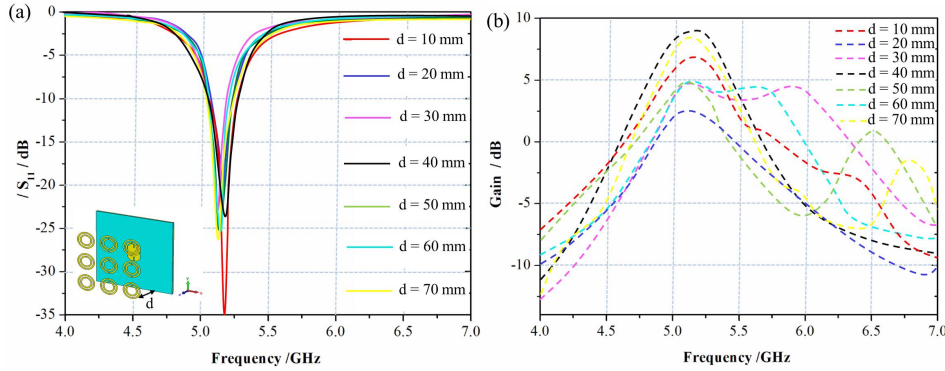 (a)
0
-5
-10
-15
-20
-25
-30
-35
/ S11 / dB
4.0 4.5 5.0 5.5 6.0 6.5 7.0
Frequency /GHz
d = 10 mm
d = 20 mm
d = 30 mm
d = 40 mm
d = 50 mm
d = 60 mm
d = 70 mm
d
(b)
10
5
0
-5
-10
Gain / dB
4.0 4.5 5.0 5.5 6.0 6.5 7.0
Frequency /GHz
d = 10 mm
d = 20 mm
d = 30 mm
d = 40 mm
d = 50 mm
d = 60 mm
d = 70 mm